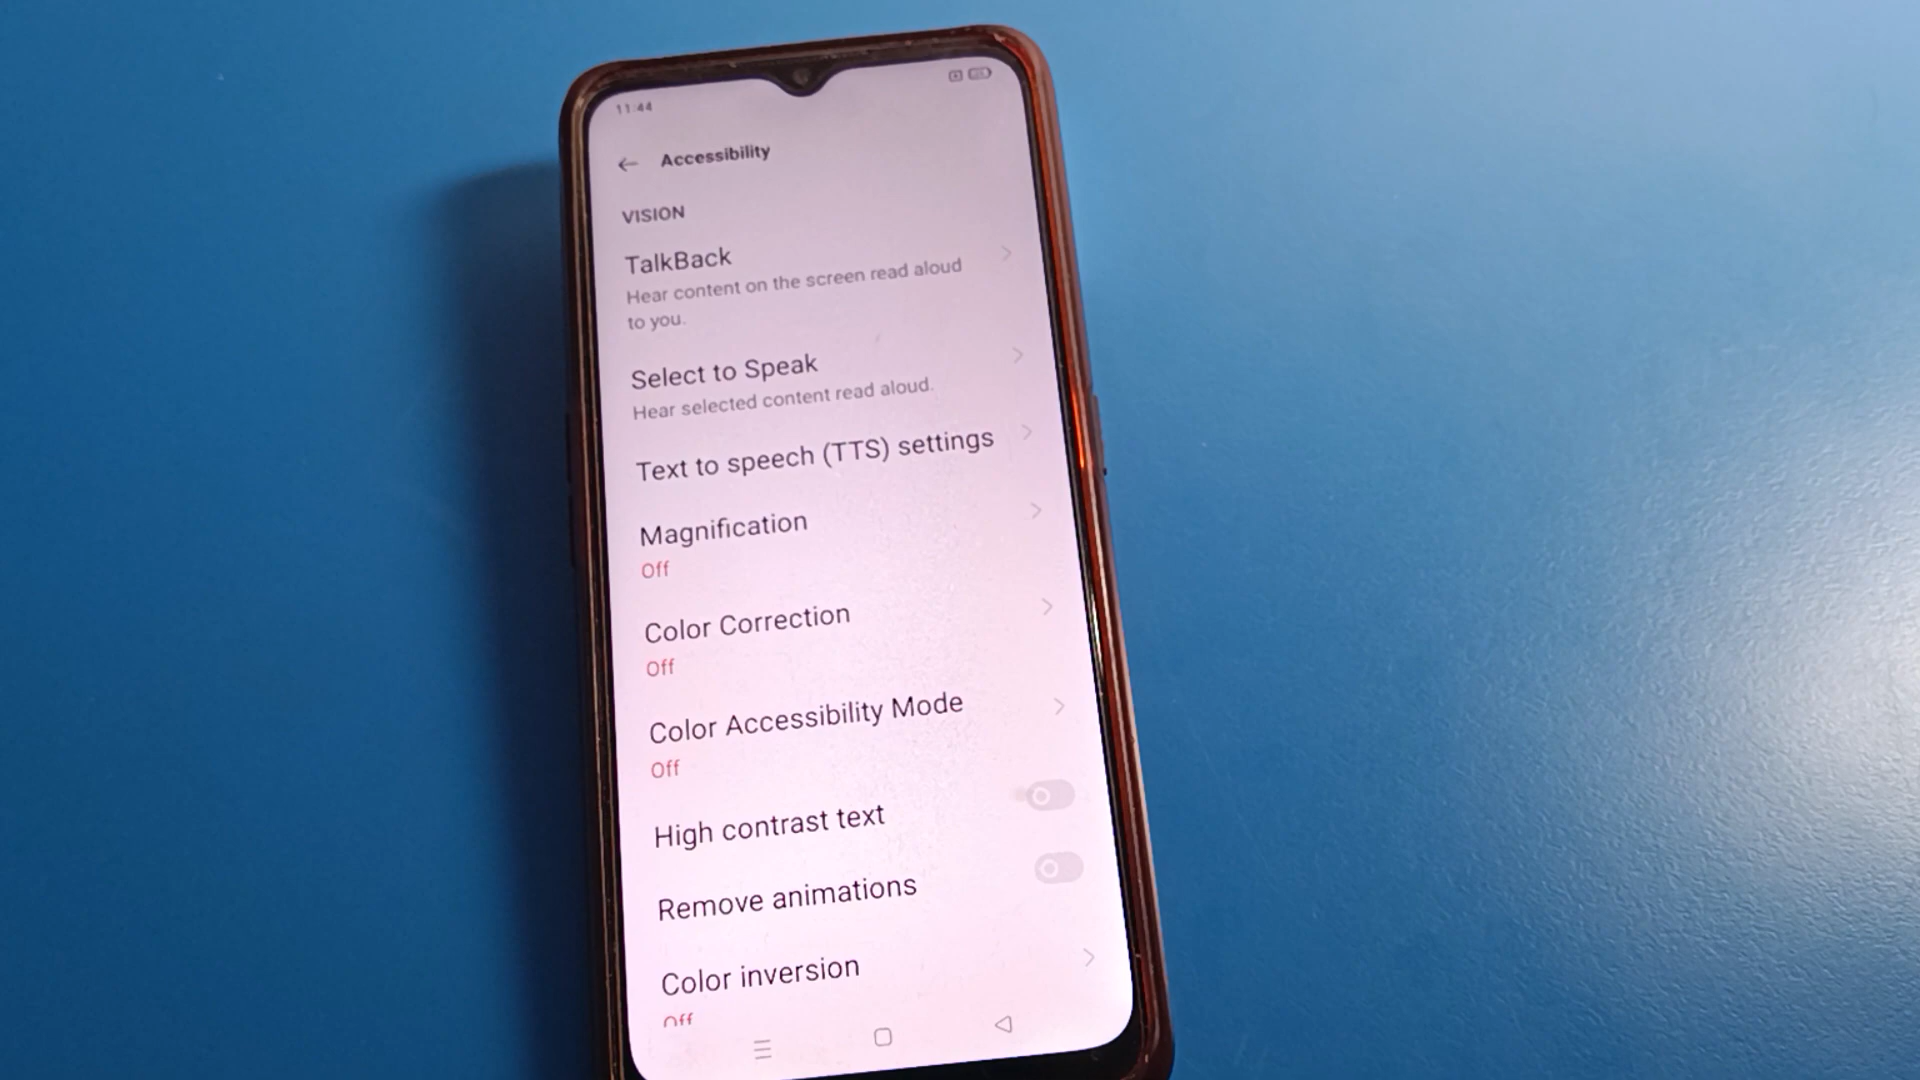 11:44
Accessibility
VISION
TalkBack
Hear content on the screen read aloud
to you.
Select to Speak
Hear selected content read aloud.
Text to speech (TTS) settings
Magnification
Off
Color Correction
Off
Color Accessibility Mode
Off
High contrast text
Remove animations
Color inversion
Off